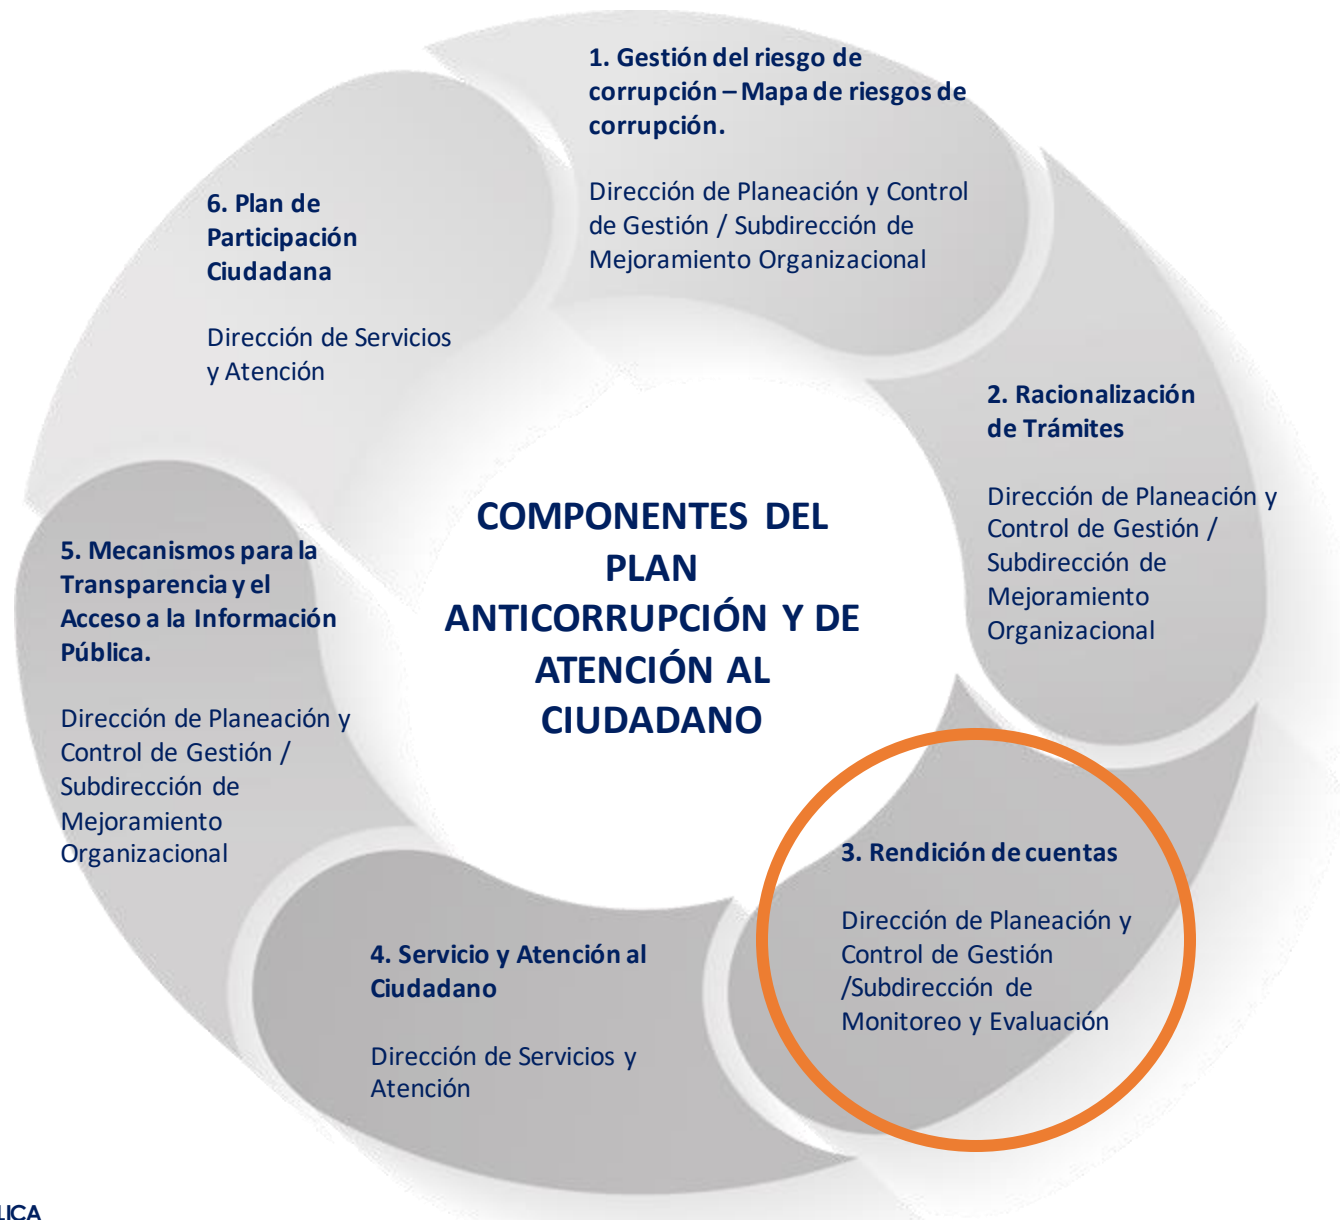 1. Gestión del riesgo de
corrupción – Mapa de riesgos de
corrupción.
Dirección de Planeación y Control
de Gestión / Subdirección de
Mejoramiento Organizacional
2. Racionalización
de Trámites
Dirección de Planeación y
Control de Gestión /
Subdirección de
Mejoramiento
Organizacional
3. Rendición de cuentas
Dirección de Planeación y
Control de Gestión
/Subdirección de
Monitoreo y Evaluación
4. Servicio y Atención al
Ciudadano
Dirección de Servicios y
Atención
5. Mecanismos para la
Transparencia y el
Acceso a la Información
Pública.
Dirección de Planeación y
Control de Gestión /
Subdirección de
Mejoramiento
Organizacional
6. Plan de
Participación
Ciudadana
Dirección de Servicios
y Atención
COMPONENTES DEL
PLAN
ANTICORRUPCIÓN Y DE
ATENCIÓN AL
CIUDADANO